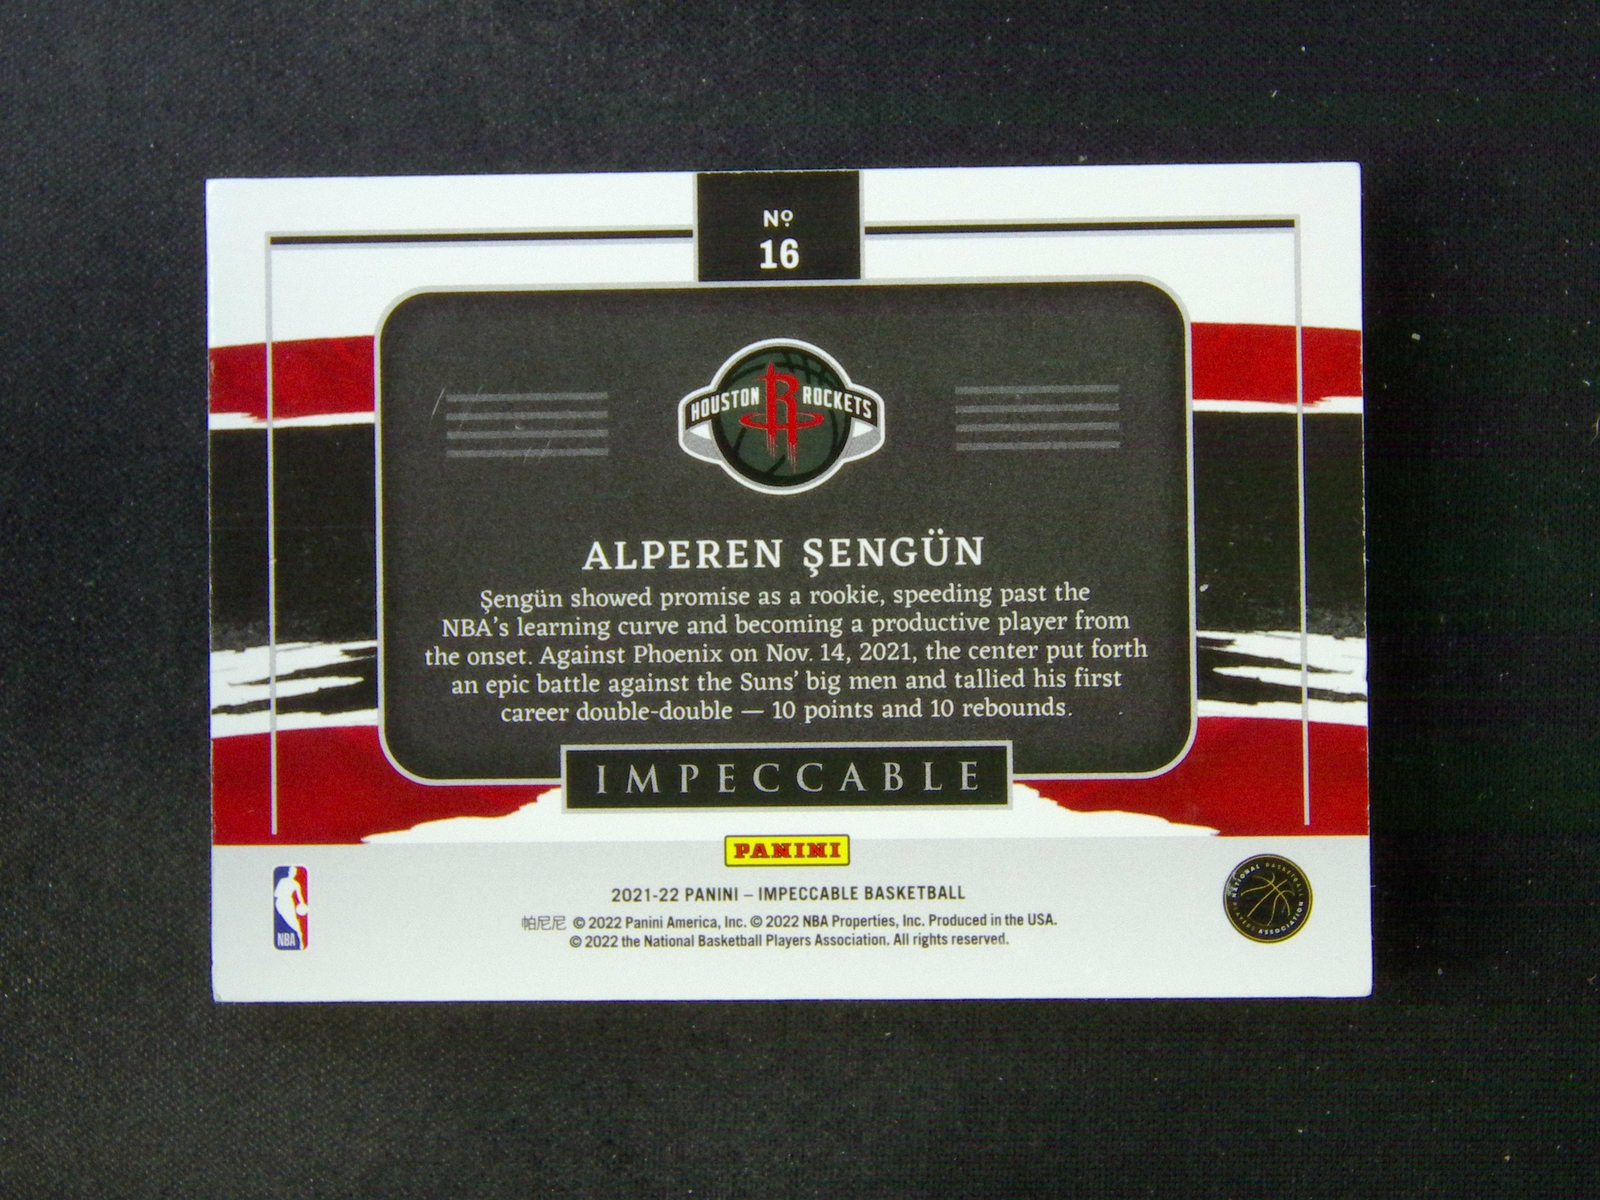 Nº
16
HOUSTON ROCKETS
ALPEREN ŞENGÜN
Şengün showed promise as a rookie, speeding past the
NBA's learning curve and becoming a productive player from
the onset. Against Phoenix on Nov. 14, 2021, the center put forth
an epic battle against the Suns' big men and tallied his first
career double-double — 10 points and 10 rebounds.
IMPECCABLE
PANINI
NBA
2021-22 PANINI – IMPECCABLE BASKETBALL
帕尼尼 © 2022 Panini America, Inc. © 2022 NBA Properties, Inc. Produced in the USA.
© 2022 the National Basketball Players Association. All rights reserved.
NATIONAL BASKETBALL
PLAYERS ASSOCIATION